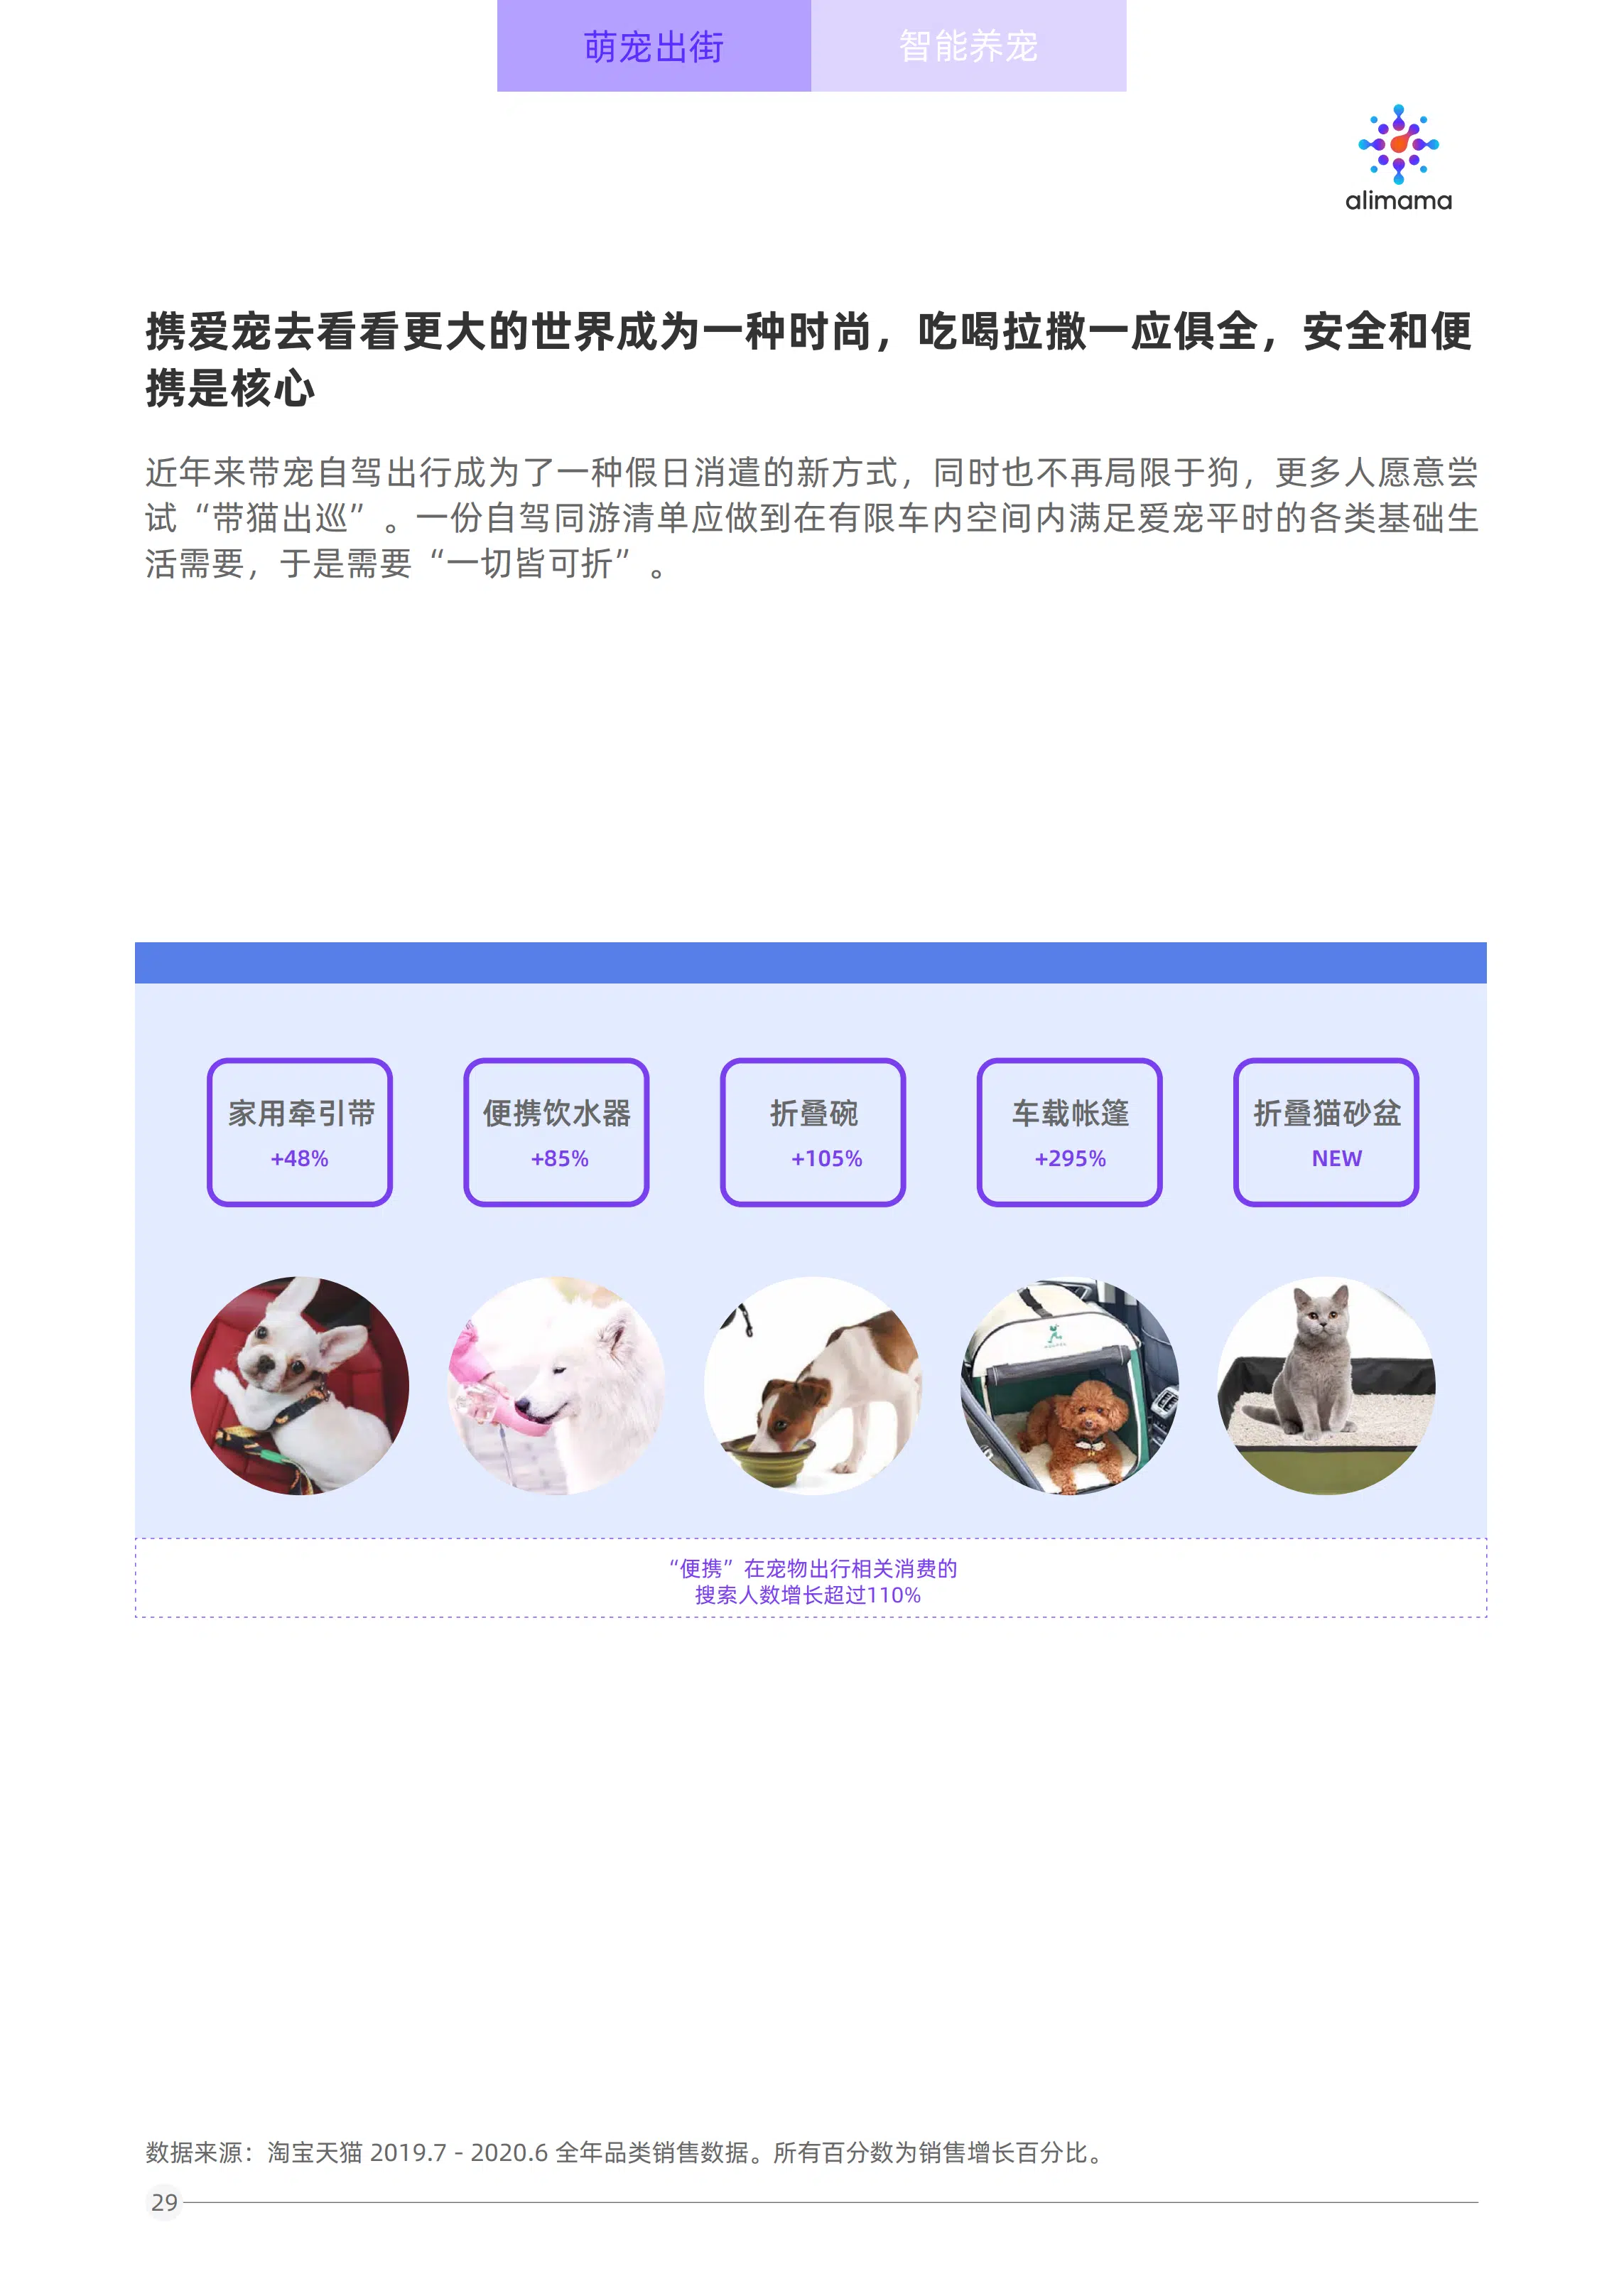 萌宠出街
智能养宠
alimama
携爱宠去看看更大的世界成为一种时尚，吃喝拉撒一应俱全，安全和便
携是核心
近年来带宠自驾出行成为了一种假日消遣的新方式，同时也不再局限于狗，更多人愿意尝
试“带猫出巡”。一份自驾同游清单应做到在有限车内空间内满足爱宠平时的各类基础生
活需要，于是需要“一切皆可折”。
家用牵引带
+48%
便携饮水器
+85%
折叠碗
+105%
车载帐篷
+295%
折叠猫砂盆
NEW
“便携”在宠物出行相关消费的
搜索人数增长超过110%
数据来源：淘宝天猫 2019.7 - 2020.6 全年品类销售数据。所有百分数为销售增长百分比。
29